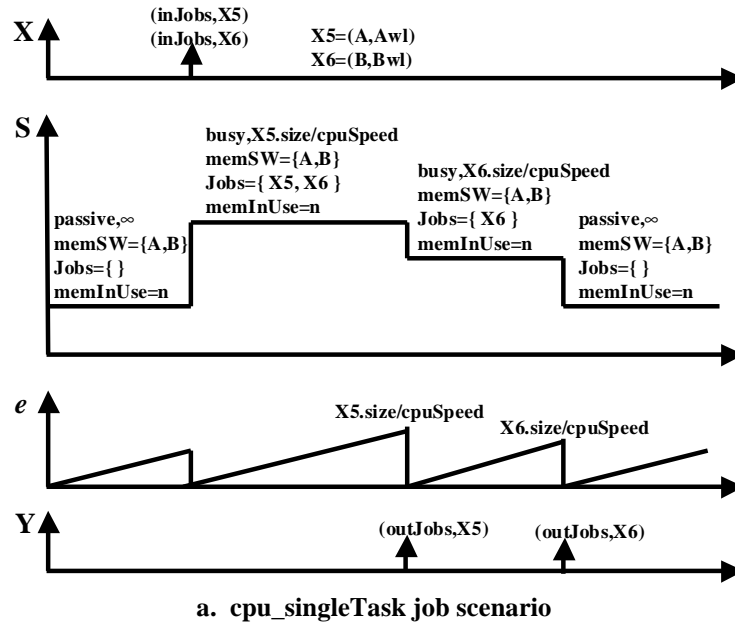 X
(inJobs,X5)
(inJobs,X6)
X5=(A,Awl)
X6=(B,Bwl)
S
passive,∞
memSW={A,B}
Jobs={ }
memInUse=n
busy,X5.size/cpuSpeed
memSW={A,B}
Jobs={ X5, X6 }
memInUse=n
busy,X6.size/cpuSpeed
memSW={A,B}
Jobs={ X6 }
memInUse=n
passive,∞
memSW={A,B}
Jobs={ }
memInUse=n
e
X5.size/cpuSpeed
X6.size/cpuSpeed
Y
(outJobs,X5)
(outJobs,X6)
a. cpu_singleTask job scenario